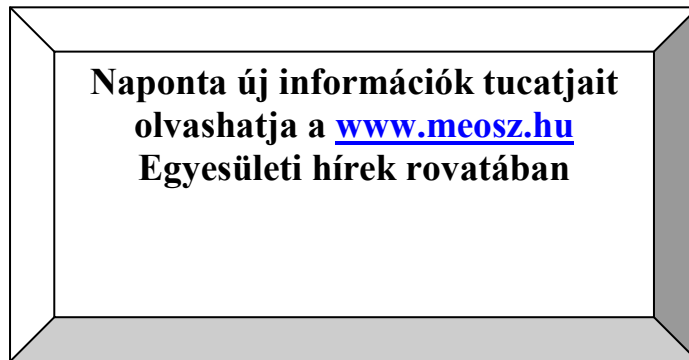 Naponta új információk tucatjait
olvashatja a www.meosz.hu
Egyesületi hírek rovatában